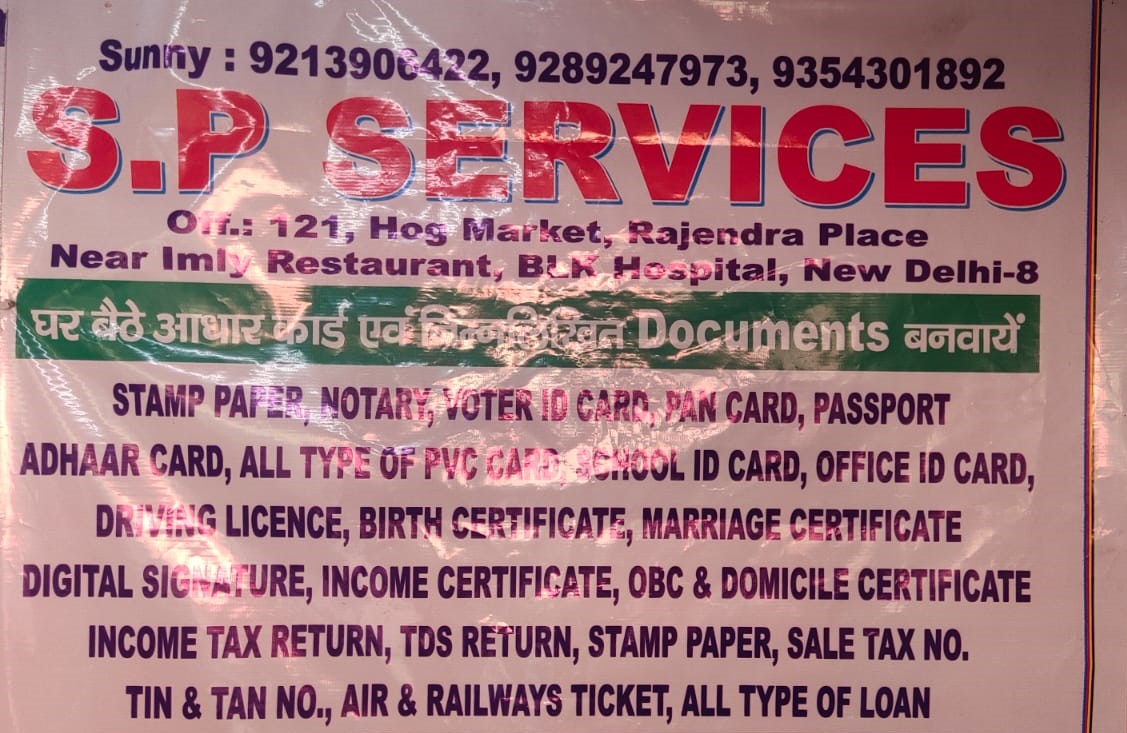 Sunny : 9213906422, 9289247973, 9354301892
S.P SERVICES
Off.: 121, Hog Market, Rajendra Place
Near Imly Restaurant, BLK Hospital, New Delhi-8
घर बैठे आधार कार्ड एवं निम्नलिखित Documents बनवायें
STAMP PAPER, NOTARY, VOTER ID CARD, PAN CARD, PASSPORT
ADHAAR CARD, ALL TYPE OF PVC CARD, SCHOOL ID CARD, OFFICE ID CARD,
DRIVING LICENCE, BIRTH CERTIFICATE, MARRIAGE CERTIFICATE
DIGITAL SIGNATURE, INCOME CERTIFICATE, OBC & DOMICILE CERTIFICATE
INCOME TAX RETURN, TDS RETURN, STAMP PAPER, SALE TAX NO.
TIN & TAN NO., AIR & RAILWAYS TICKET, ALL TYPE OF LOAN